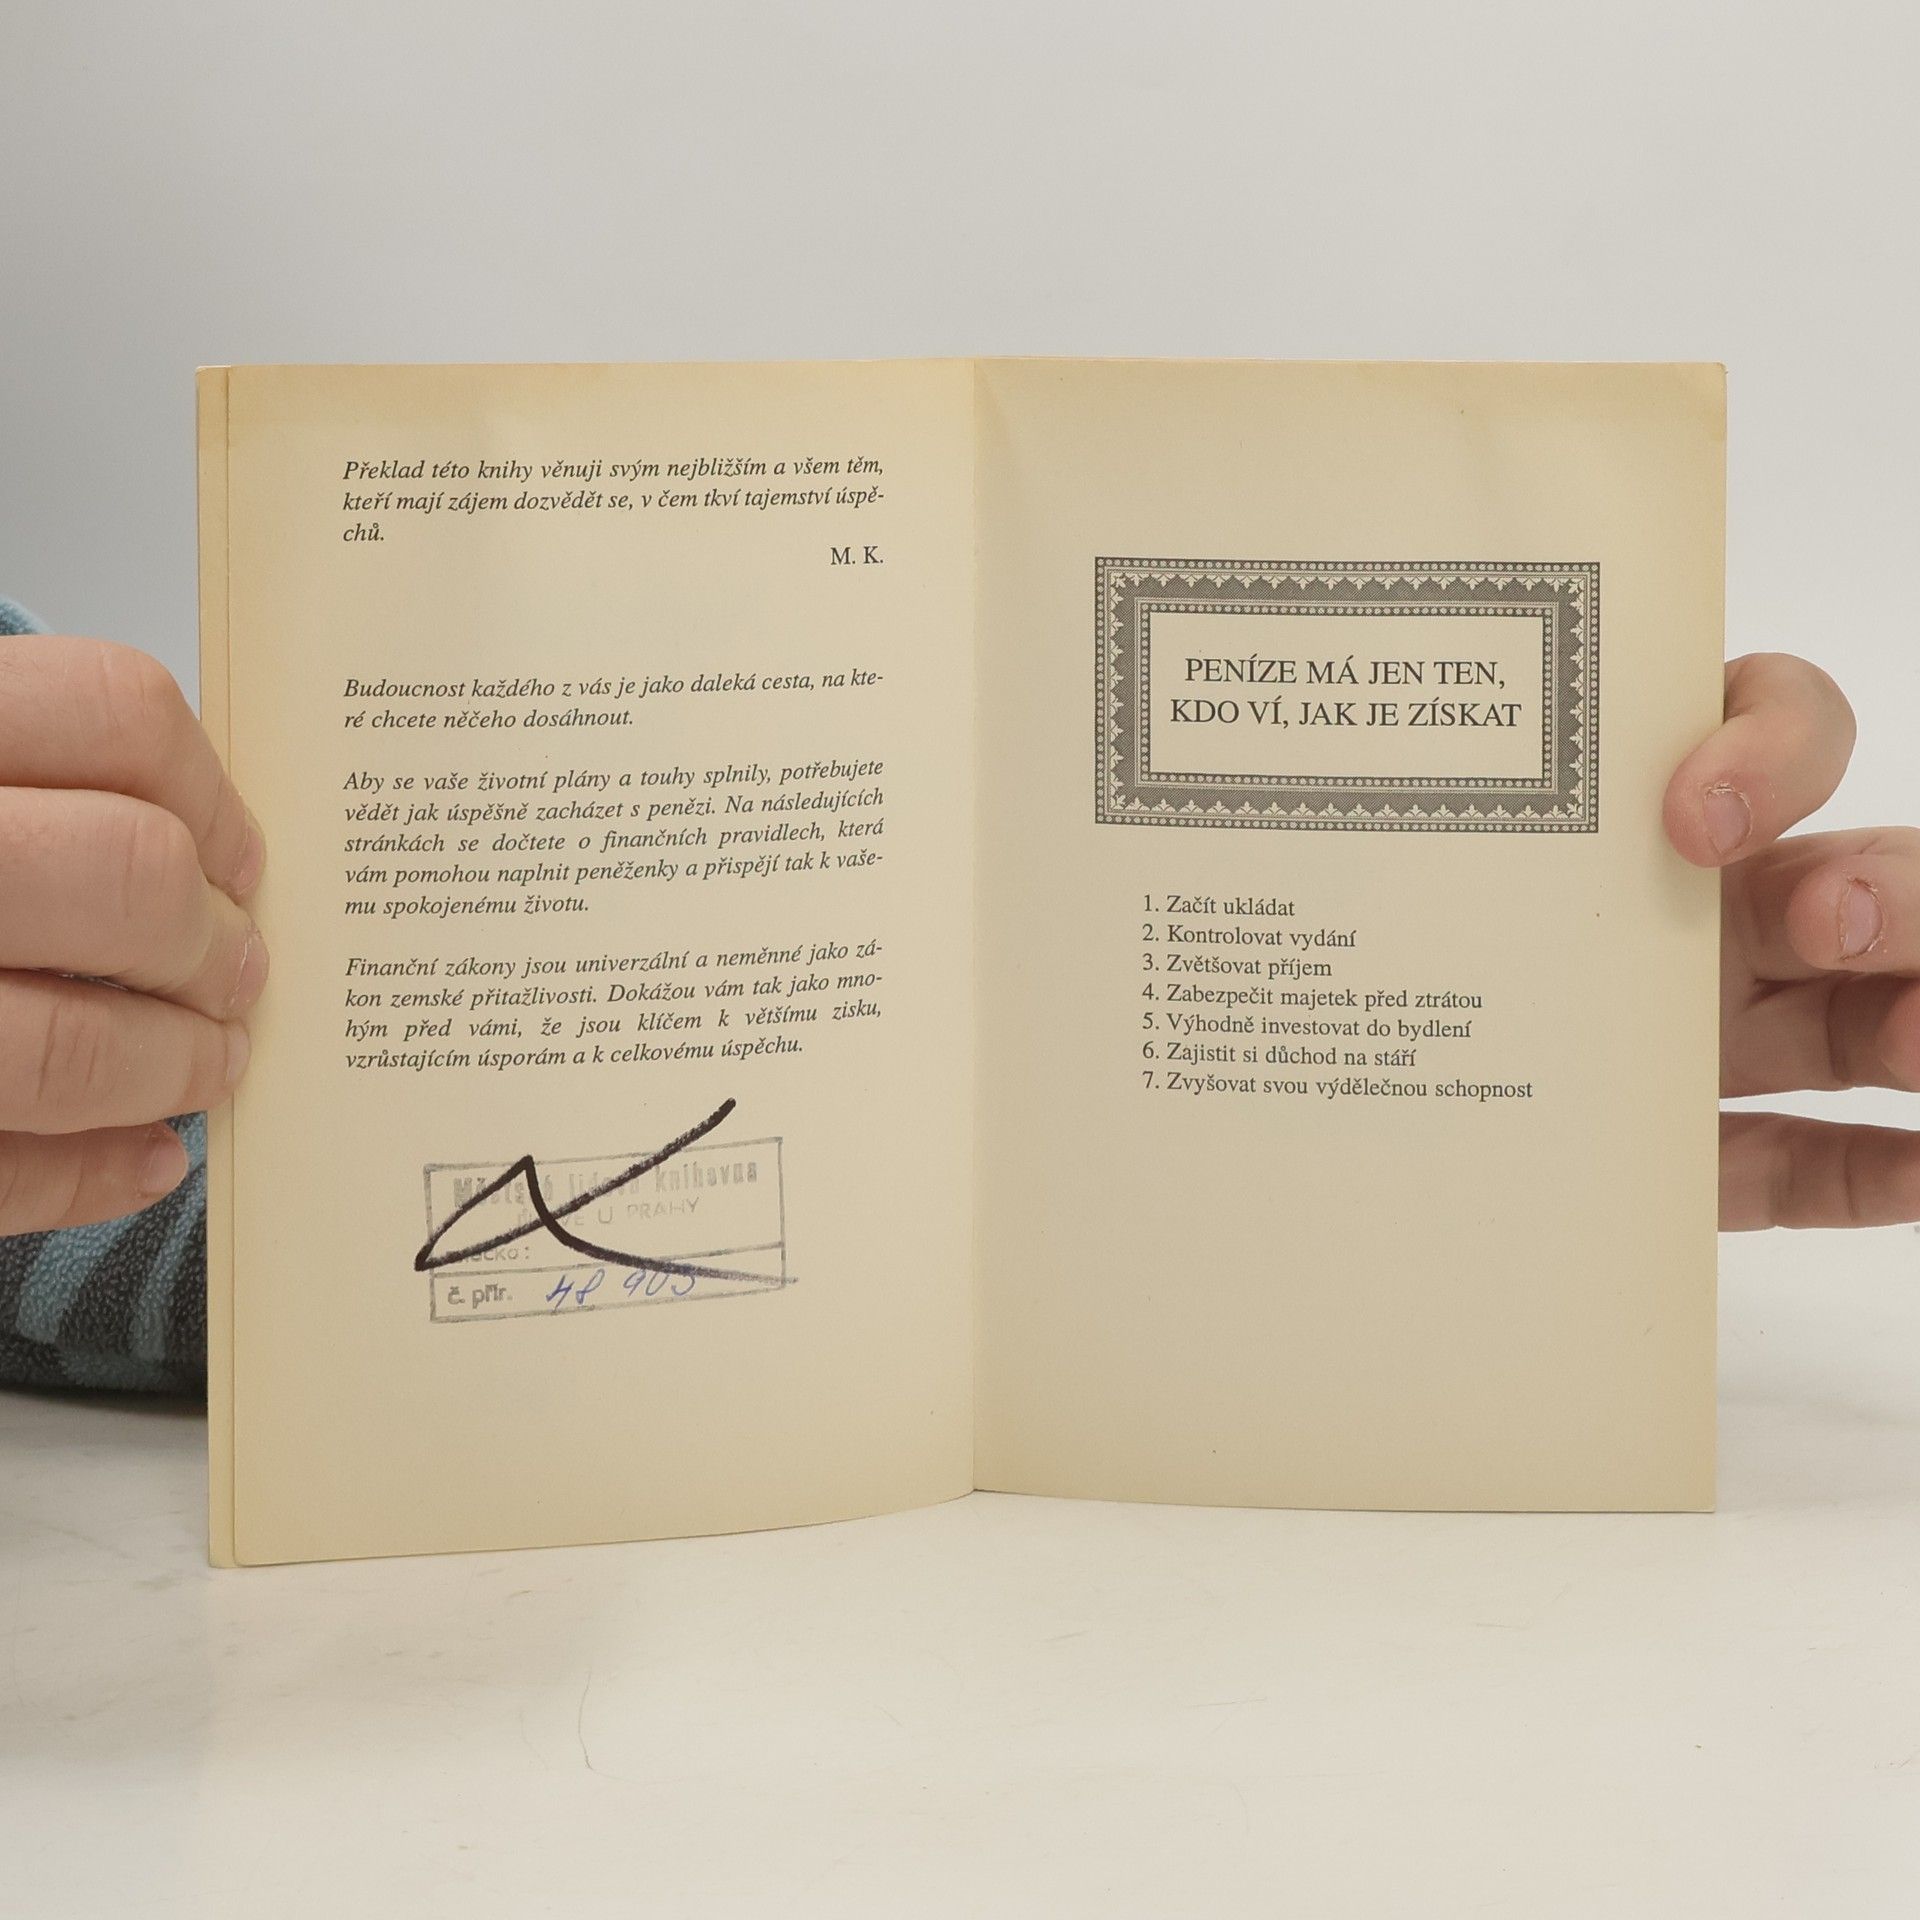 Překlad této knihy věnuji svým nejbližším a všem těm,
kteří mají zájem dozvědět se, v čem tkví tajemství úspě-
chů.
M. K.
Budoucnost každého z vás je jako daleká cesta, na kte-
ré chcete něčeho dosáhnout.
Aby se vaše životní plány a touhy splnily, potřebujete
vědět jak úspěšně zacházet s penězi. Na následujících
stránkách se dočtete o finančních pravidlech, která
vám pomohou naplnit peněženky a přispějí tak k vaše-
mu spokojenému životu.
Finanční zákony jsou univerzální a neměnné jako zá-
kon zemské přitažlivosti. Dokážou vám tak jako mno-
hým před vámi, že jsou klíčem k většímu zisku,
vzrůstajícím úsporám a k celkovému úspěchu.
knihovna
U PRAHY
č. přír. 48 903
PENÍZE MÁ JEN TEN,
KDO VÍ, JAK JE ZÍSKAT
1. Začít ukládat
2. Kontrolovat vydání
3. Zvětšovat příjem
4. Zabezpečit majetek před ztrátou
5. Výhodně investovat do bydlení
6. Zajistit si důchod na stáří
7. Zvyšovat svou výdělečnou schopnost